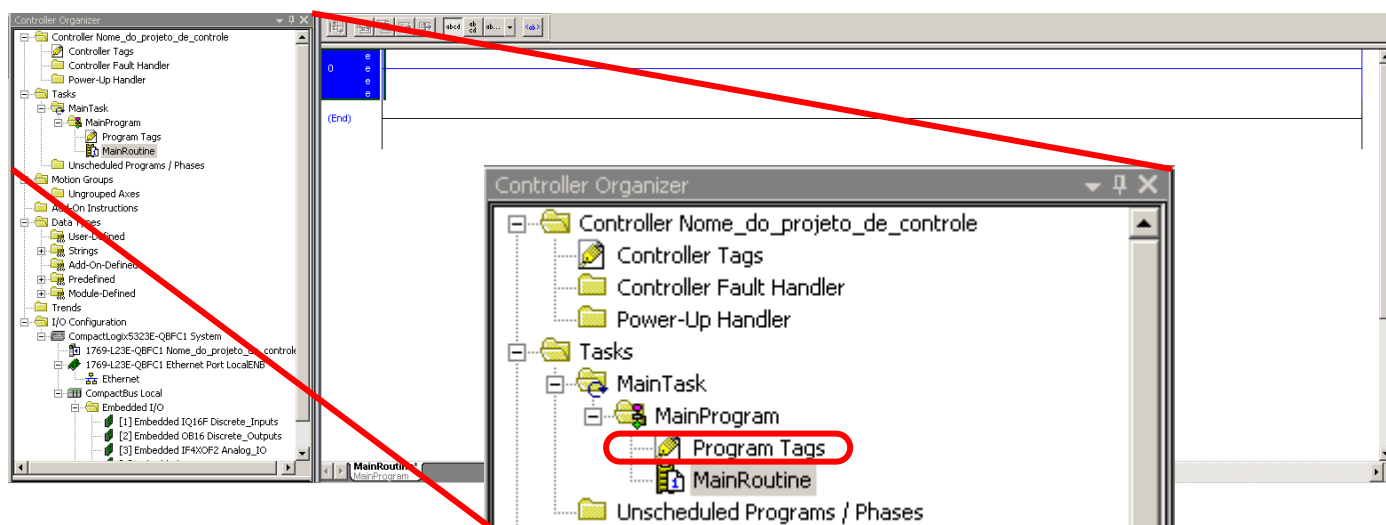 Controller Organizer
Controller Nome_do_projeto_de_controle
Controller Tags
Controller Fault Handler
Power-Up Handler
Tasks
MainTask
MainProgram
Program Tags
MainRoutine
Unscheduled Programs / Phases
Motion Groups
Ungrouped Axes
Add-On Instructions
Data Types
User-Defined
Strings
Add-On-Defined
Predefined
Module-Defined
Trends
I/O Configuration
CompactLogix5323E-QBFC1 System
1769-L23E-QBFC1 Nome_do_projeto_de_controle
1769-L23E-QBFC1 Ethernet Port LocalENB
Ethernet
CompactBus Local
Embedded I/O
[1] Embedded IQ16F Discrete_Inputs
[2] Embedded OB16 Discrete_Outputs
[3] Embedded IF4XOF2 Analog_IO
abcd
ab
cd
ab...
<ab>
0
e
e
e
e
(End)
MainRoutine*
MainProgram
Controller Organizer
Controller Nome_do_projeto_de_controle
Controller Tags
Controller Fault Handler
Power-Up Handler
Tasks
MainTask
MainProgram
Program Tags
MainRoutine
Unscheduled Programs / Phases